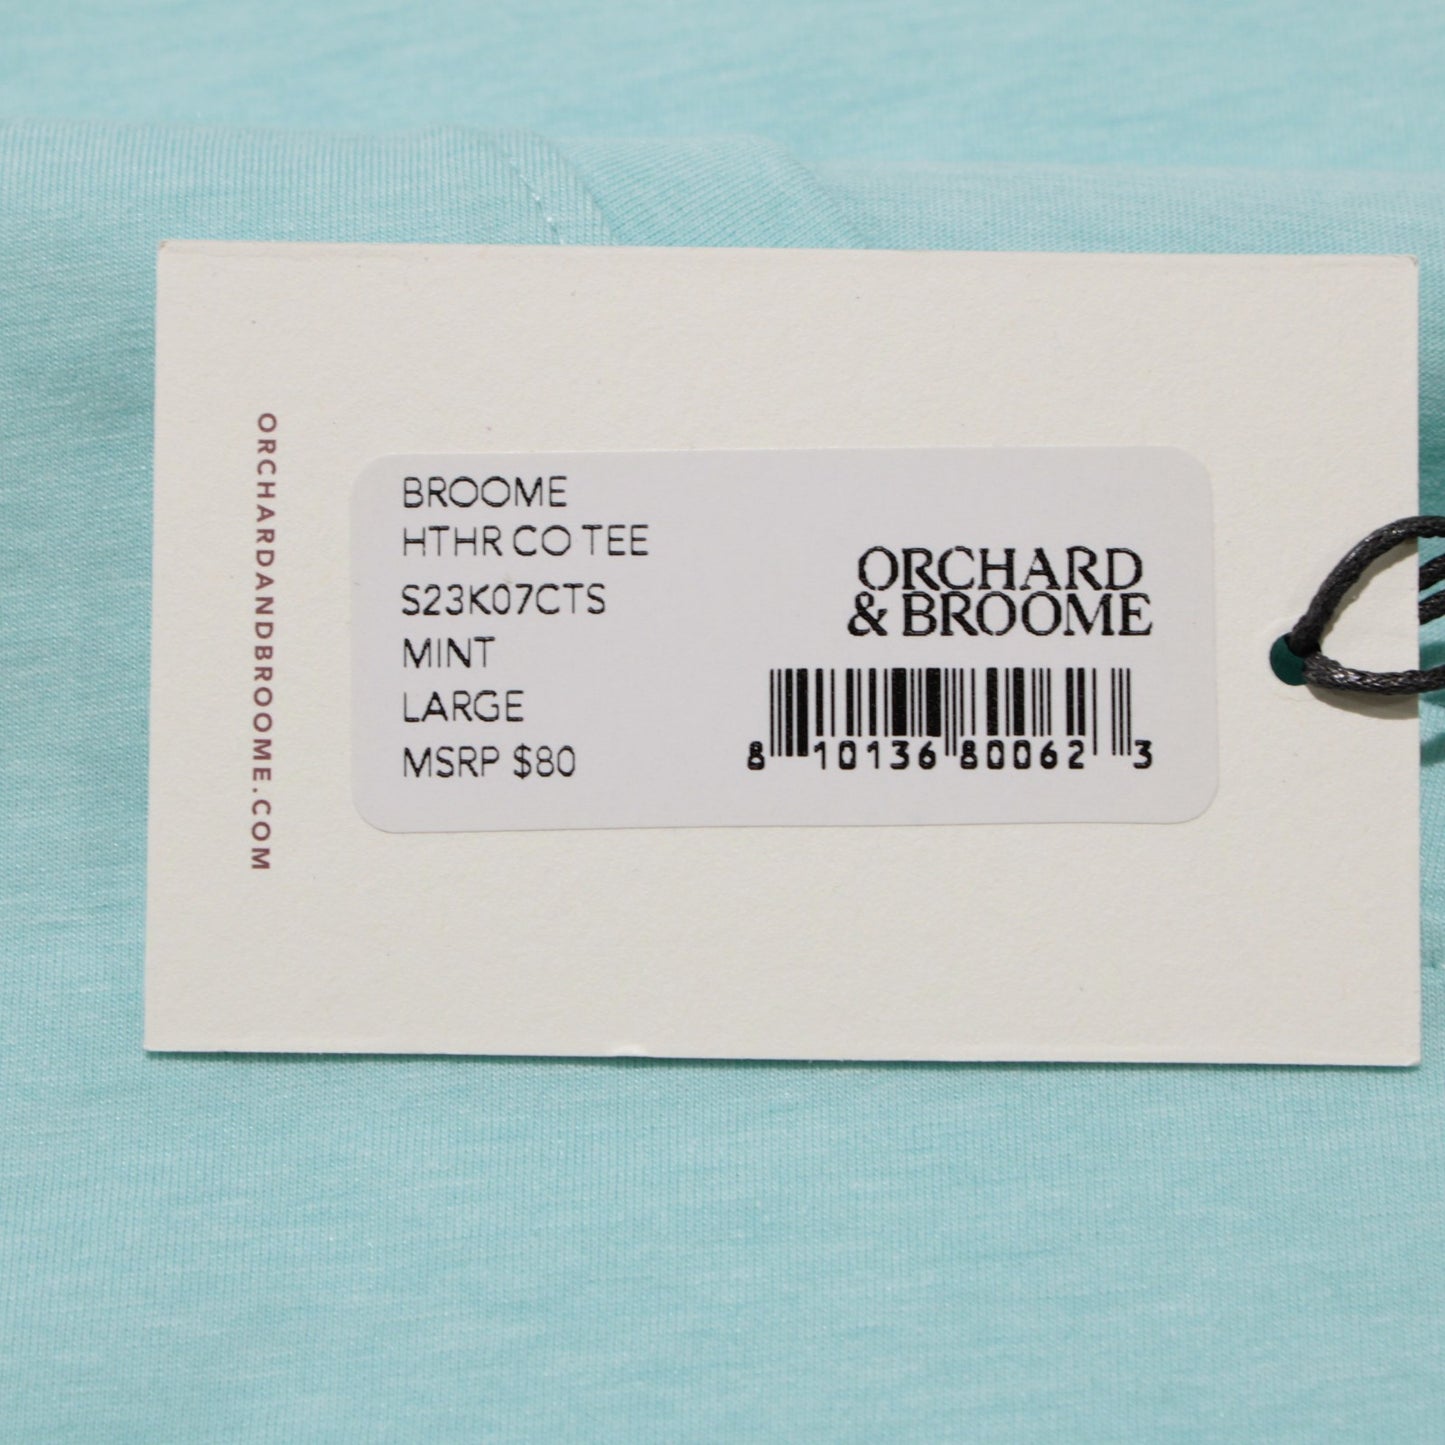 ORCHARDANDBROOME.COM
BROOME
HTHR CO TEE
S23K07CTS
MINT
LARGE
MSRP $80
ORCHARD
& BROOME
8 10136 80062 3